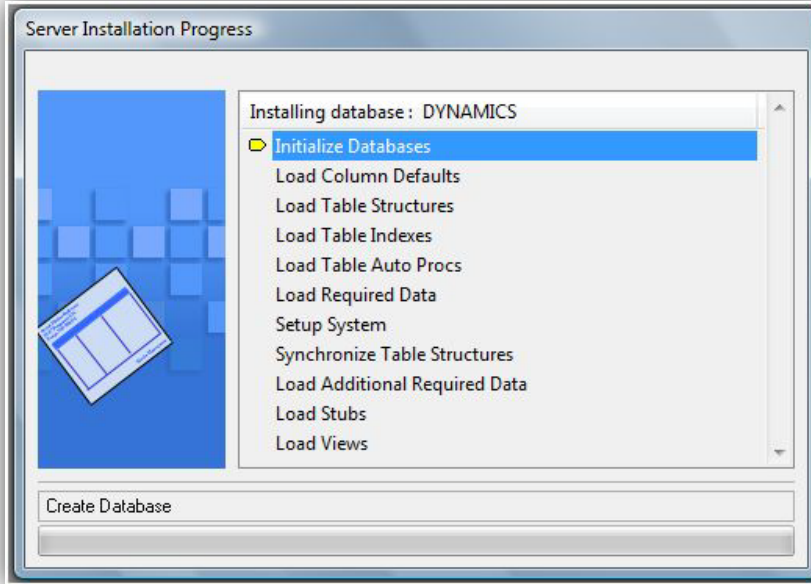 Server Installation Progress
Installing database: DYNAMICS
Initialize Databases
Load Column Defaults
Load Table Structures
Load Table Indexes
Load Table Auto Procs
Load Required Data
Setup System
Synchronize Table Structures
Load Additional Required Data
Load Stubs
Load Views
Create Database